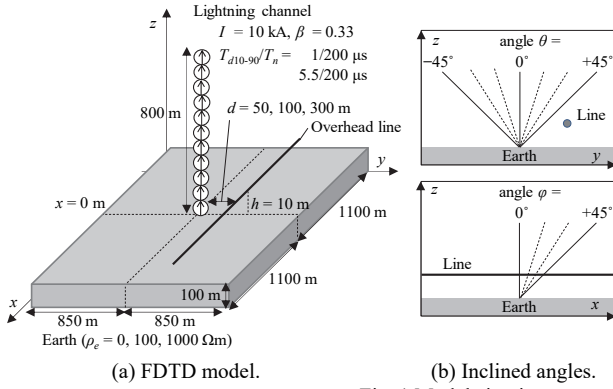 z
Lightning channel
I = 10 kA, β = 0.33
T_{d10-90}/T_n = 1/200 μs
5.5/200 μs
800 m
d = 50, 100, 300 m
Overhead line
y
x = 0 m
h = 10 m
1100 m
1100 m
x
100 m
850 m 850 m
Earth (ρ_e = 0, 100, 1000 Ωm)
(a) FDTD model.
z
angle θ =
−45° 0° +45°
Line
Earth
y
z
angle φ =
0° +45°
Line
Earth
x
(b) Inclined angles.